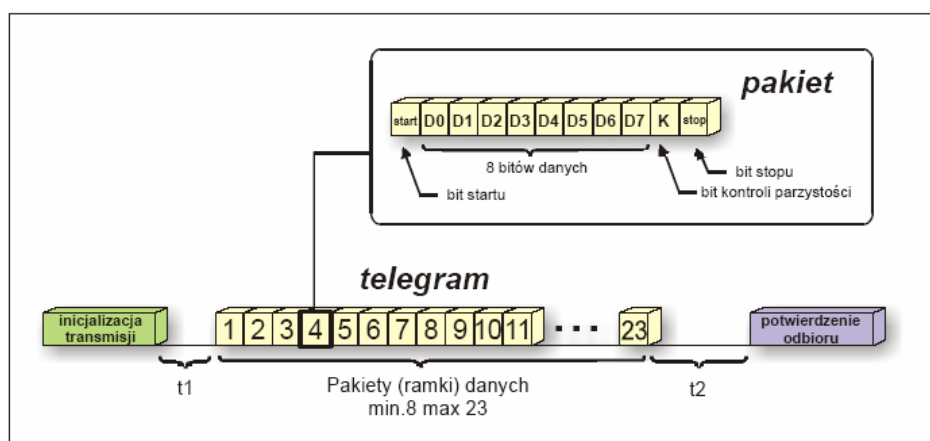 pakiet
start D0 D1 D2 D3 D4 D5 D6 D7 K stop
8 bitów danych
bit stopu
bit startu
bit kontroli parzystości
telegram
inicjalizacja
transmisji
1 2 3 4 5 6 7 8 9 10 11 ... 23
potwierdzenie
odbioru
t1
t2
Pakiety (ramki) danych
min.8 max 23